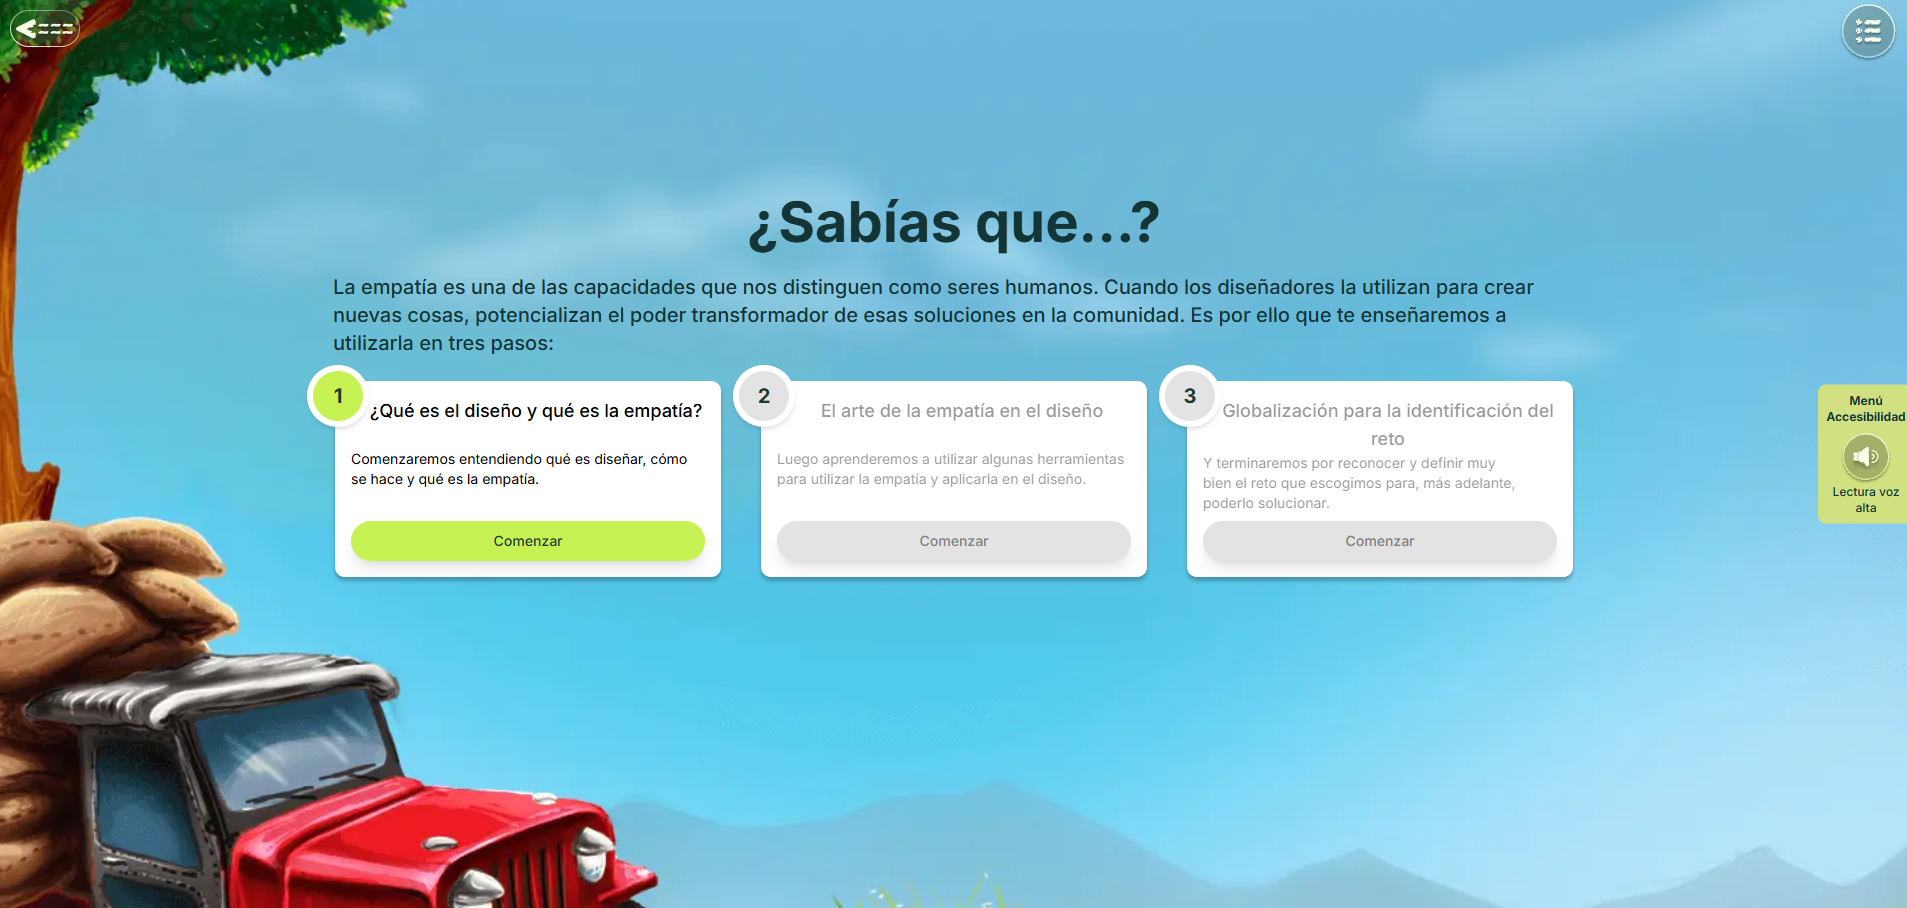 ¿Sabías que...?
La empatía es una de las capacidades que nos distinguen como seres humanos. Cuando los diseñadores la utilizan para crear
nuevas cosas, potencializan el poder transformador de esas soluciones en la comunidad. Es por ello que te enseñaremos a
utilizarla en tres pasos:
1
¿Qué es el diseño y qué es la empatía?
Comenzaremos entendiendo qué es diseñar, cómo
se hace y qué es la empatía.
Comenzar
2
El arte de la empatía en el diseño
Luego aprenderemos a utilizar algunas herramientas
para utilizar la empatía y aplicarla en el diseño.
Comenzar
3
Globalización para la identificación del
reto
Y terminaremos por reconocer y definir muy
bien el reto que escogimos para, más adelante,
poderlo solucionar.
Comenzar
Menú
Accesibilidad
Lectura voz
alta